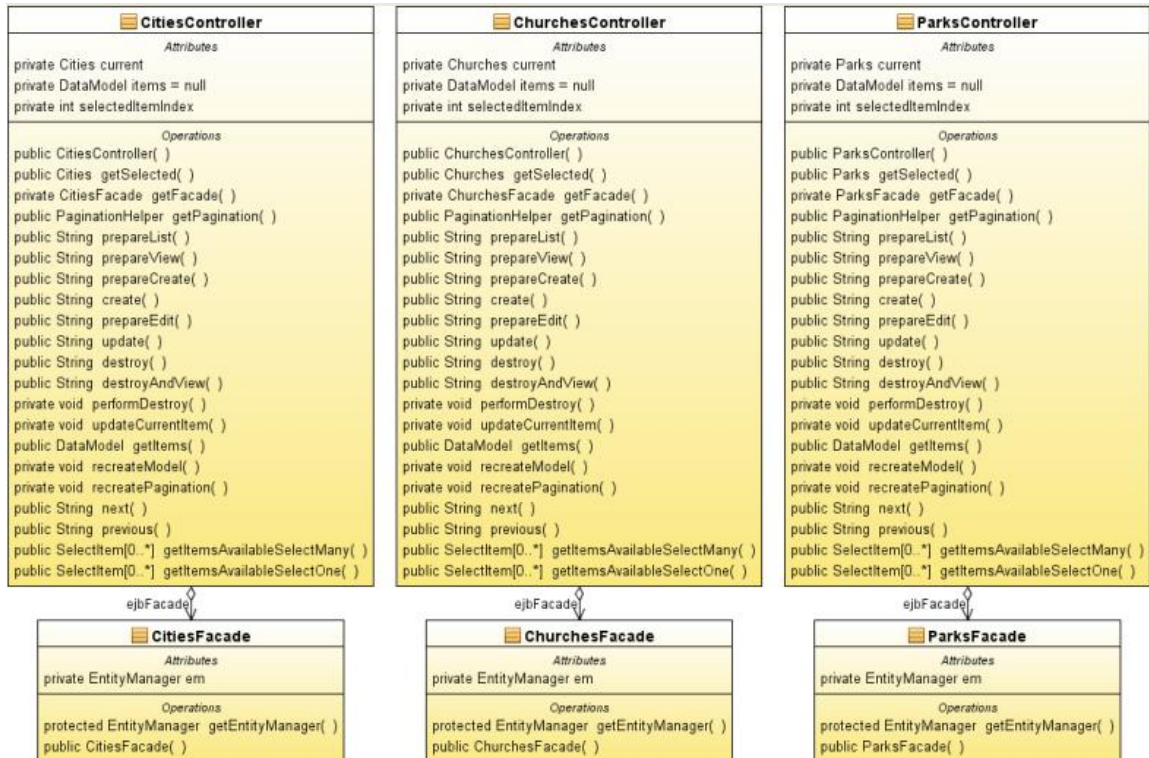 CitiesController
Attributes
private Cities current
private DataModel items = null
private int selectedItemIndex
Operations
public CitiesController( )
public Cities getSelected( )
private CitiesFacade getFacade( )
public PaginationHelper getPagination( )
public String prepareList( )
public String prepareView( )
public String prepareCreate( )
public String create( )
public String prepareEdit( )
public String update( )
public String destroy( )
public String destroyAndView( )
private void performDestroy( )
private void updateCurrentItem( )
public DataModel getItems( )
private void recreateModel( )
private void recreatePagination( )
public String next( )
public String previous( )
public SelectItem[0..*] getItemsAvailableSelectMany( )
public SelectItem[0..*] getItemsAvailableSelectOne( )
ejbFacade
CitiesFacade
Attributes
private EntityManager em
Operations
protected EntityManager getEntityManager( )
public CitiesFacade( )
ChurchesController
Attributes
private Churches current
private DataModel items = null
private int selectedItemIndex
Operations
public ChurchesController( )
public Churches getSelected( )
private ChurchesFacade getFacade( )
public PaginationHelper getPagination( )
public String prepareList( )
public String prepareView( )
public String prepareCreate( )
public String create( )
public String prepareEdit( )
public String update( )
public String destroy( )
public String destroyAndView( )
private void performDestroy( )
private void updateCurrentItem( )
public DataModel getItems( )
private void recreateModel( )
private void recreatePagination( )
public String next( )
public String previous( )
public SelectItem[0..*] getItemsAvailableSelectMany( )
public SelectItem[0..*] getItemsAvailableSelectOne( )
ejbFacade
ChurchesFacade
Attributes
private EntityManager em
Operations
protected EntityManager getEntityManager( )
public ChurchesFacade( )
ParksController
Attributes
private Parks current
private DataModel items = null
private int selectedItemIndex
Operations
public ParksController( )
public Parks getSelected( )
private ParksFacade getFacade( )
public PaginationHelper getPagination( )
public String prepareList( )
public String prepareView( )
public String prepareCreate( )
public String create( )
public String prepareEdit( )
public String update( )
public String destroy( )
public String destroyAndView( )
private void performDestroy( )
private void updateCurrentItem( )
public DataModel getItems( )
private void recreateModel( )
private void recreatePagination( )
public String next( )
public String previous( )
public SelectItem[0..*] getItemsAvailableSelectMany( )
public SelectItem[0..*] getItemsAvailableSelectOne( )
ejbFacade
ParksFacade
Attributes
private EntityManager em
Operations
protected EntityManager getEntityManager( )
public ParksFacade( )